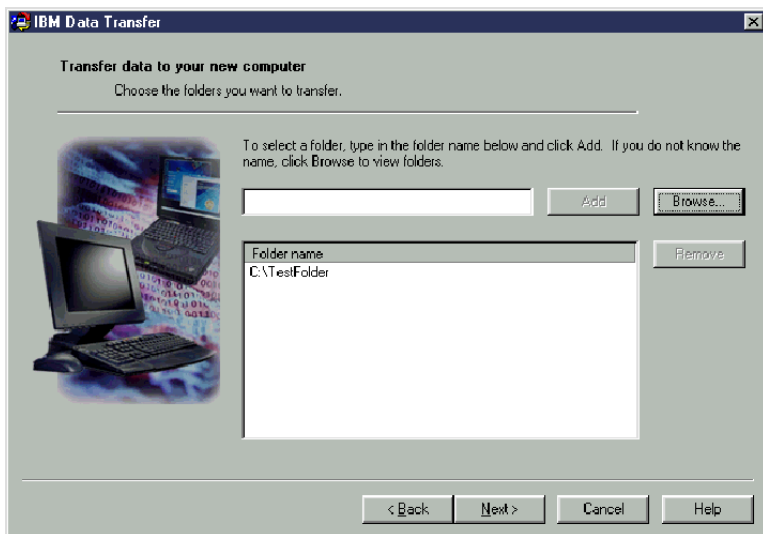 IBM Data Transfer
Transfer data to your new computer
Choose the folders you want to transfer.
To select a folder, type in the folder name below and click Add. If you do not know the
name, click Browse to view folders.
Add
Browse...
Folder name
Remove
C:\TestFolder
< Back
Next >
Cancel
Help